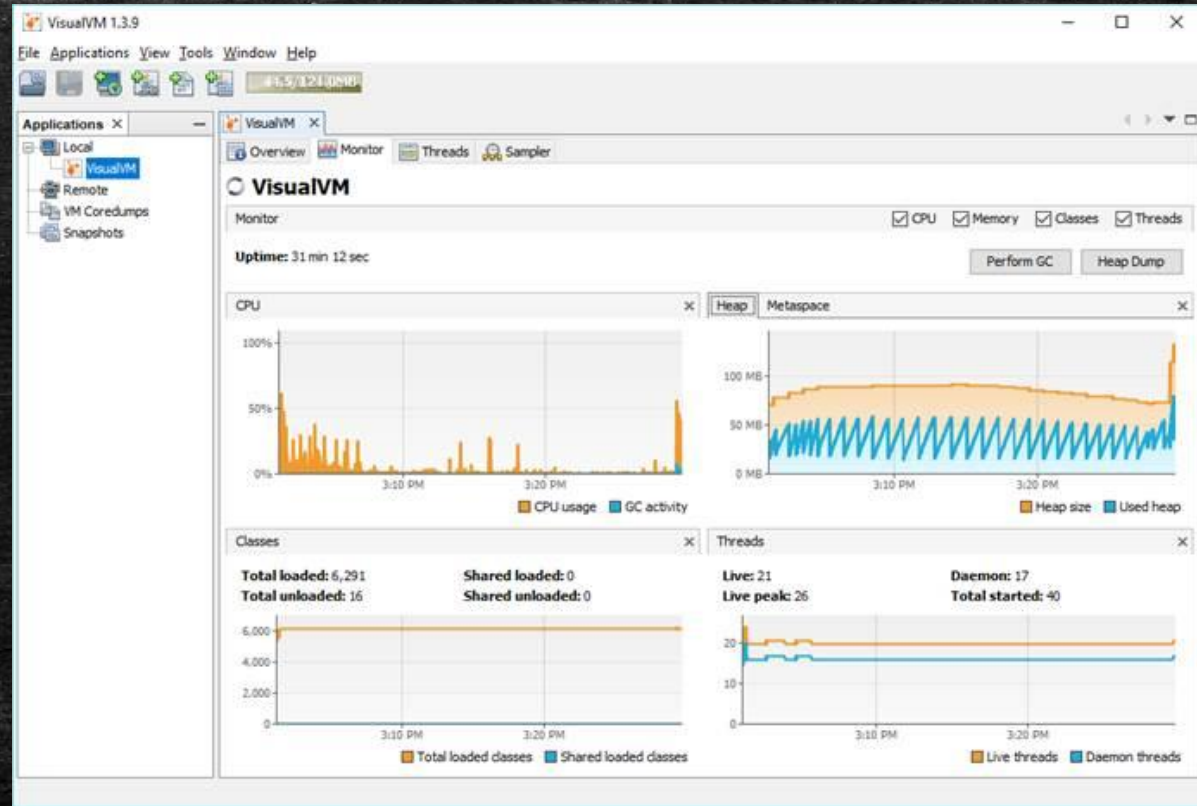 VisualVM 1.3.9
File Applications View Tools Window Help
44.5/124.0MB
Applications
VisualVM
Local
VisualVM
Remote
VM Coredumps
Snapshots
Overview Monitor Threads Sampler
VisualVM
Monitor CPU Memory Classes Threads
Uptime: 31 min 12 sec Perform GC Heap Dump
CPU
100%
50%
0%
3:10 PM 3:20 PM
CPU usage GC activity
Heap Metaspace
100 MB
50 MB
0 MB
3:10 PM 3:20 PM
Heap size Used heap
Classes
Total loaded: 6,291 Shared loaded: 0
Total unloaded: 16 Shared unloaded: 0
6.000
4.000
2.000
0
3:10 PM 3:20 PM
Total loaded classes Shared loaded classes
Threads
Live: 21 Daemon: 17
Live peak: 26 Total started: 40
20
10
0
3:10 PM 3:20 PM
Live threads Daemon threads